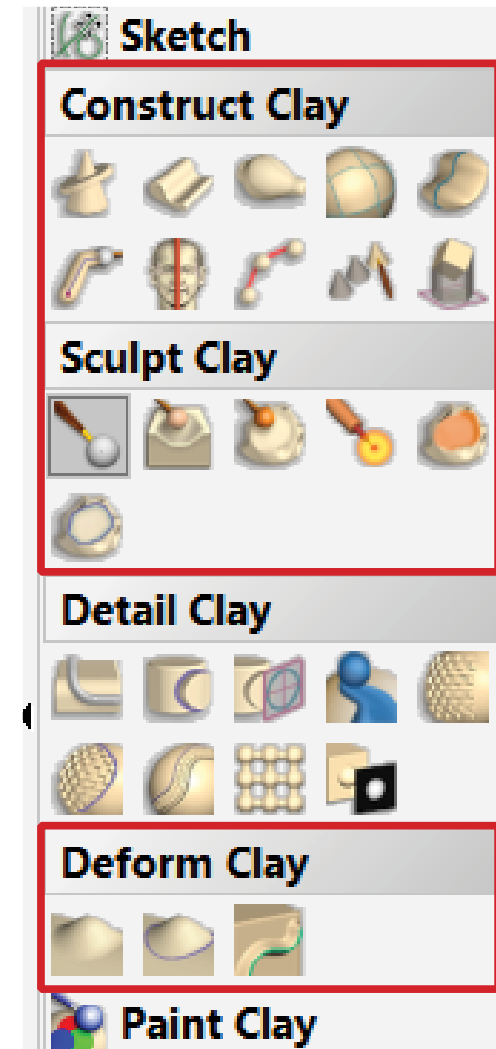 Sketch
Construct Clay
Sculpt Clay
Detail Clay
Deform Clay
Paint Clay